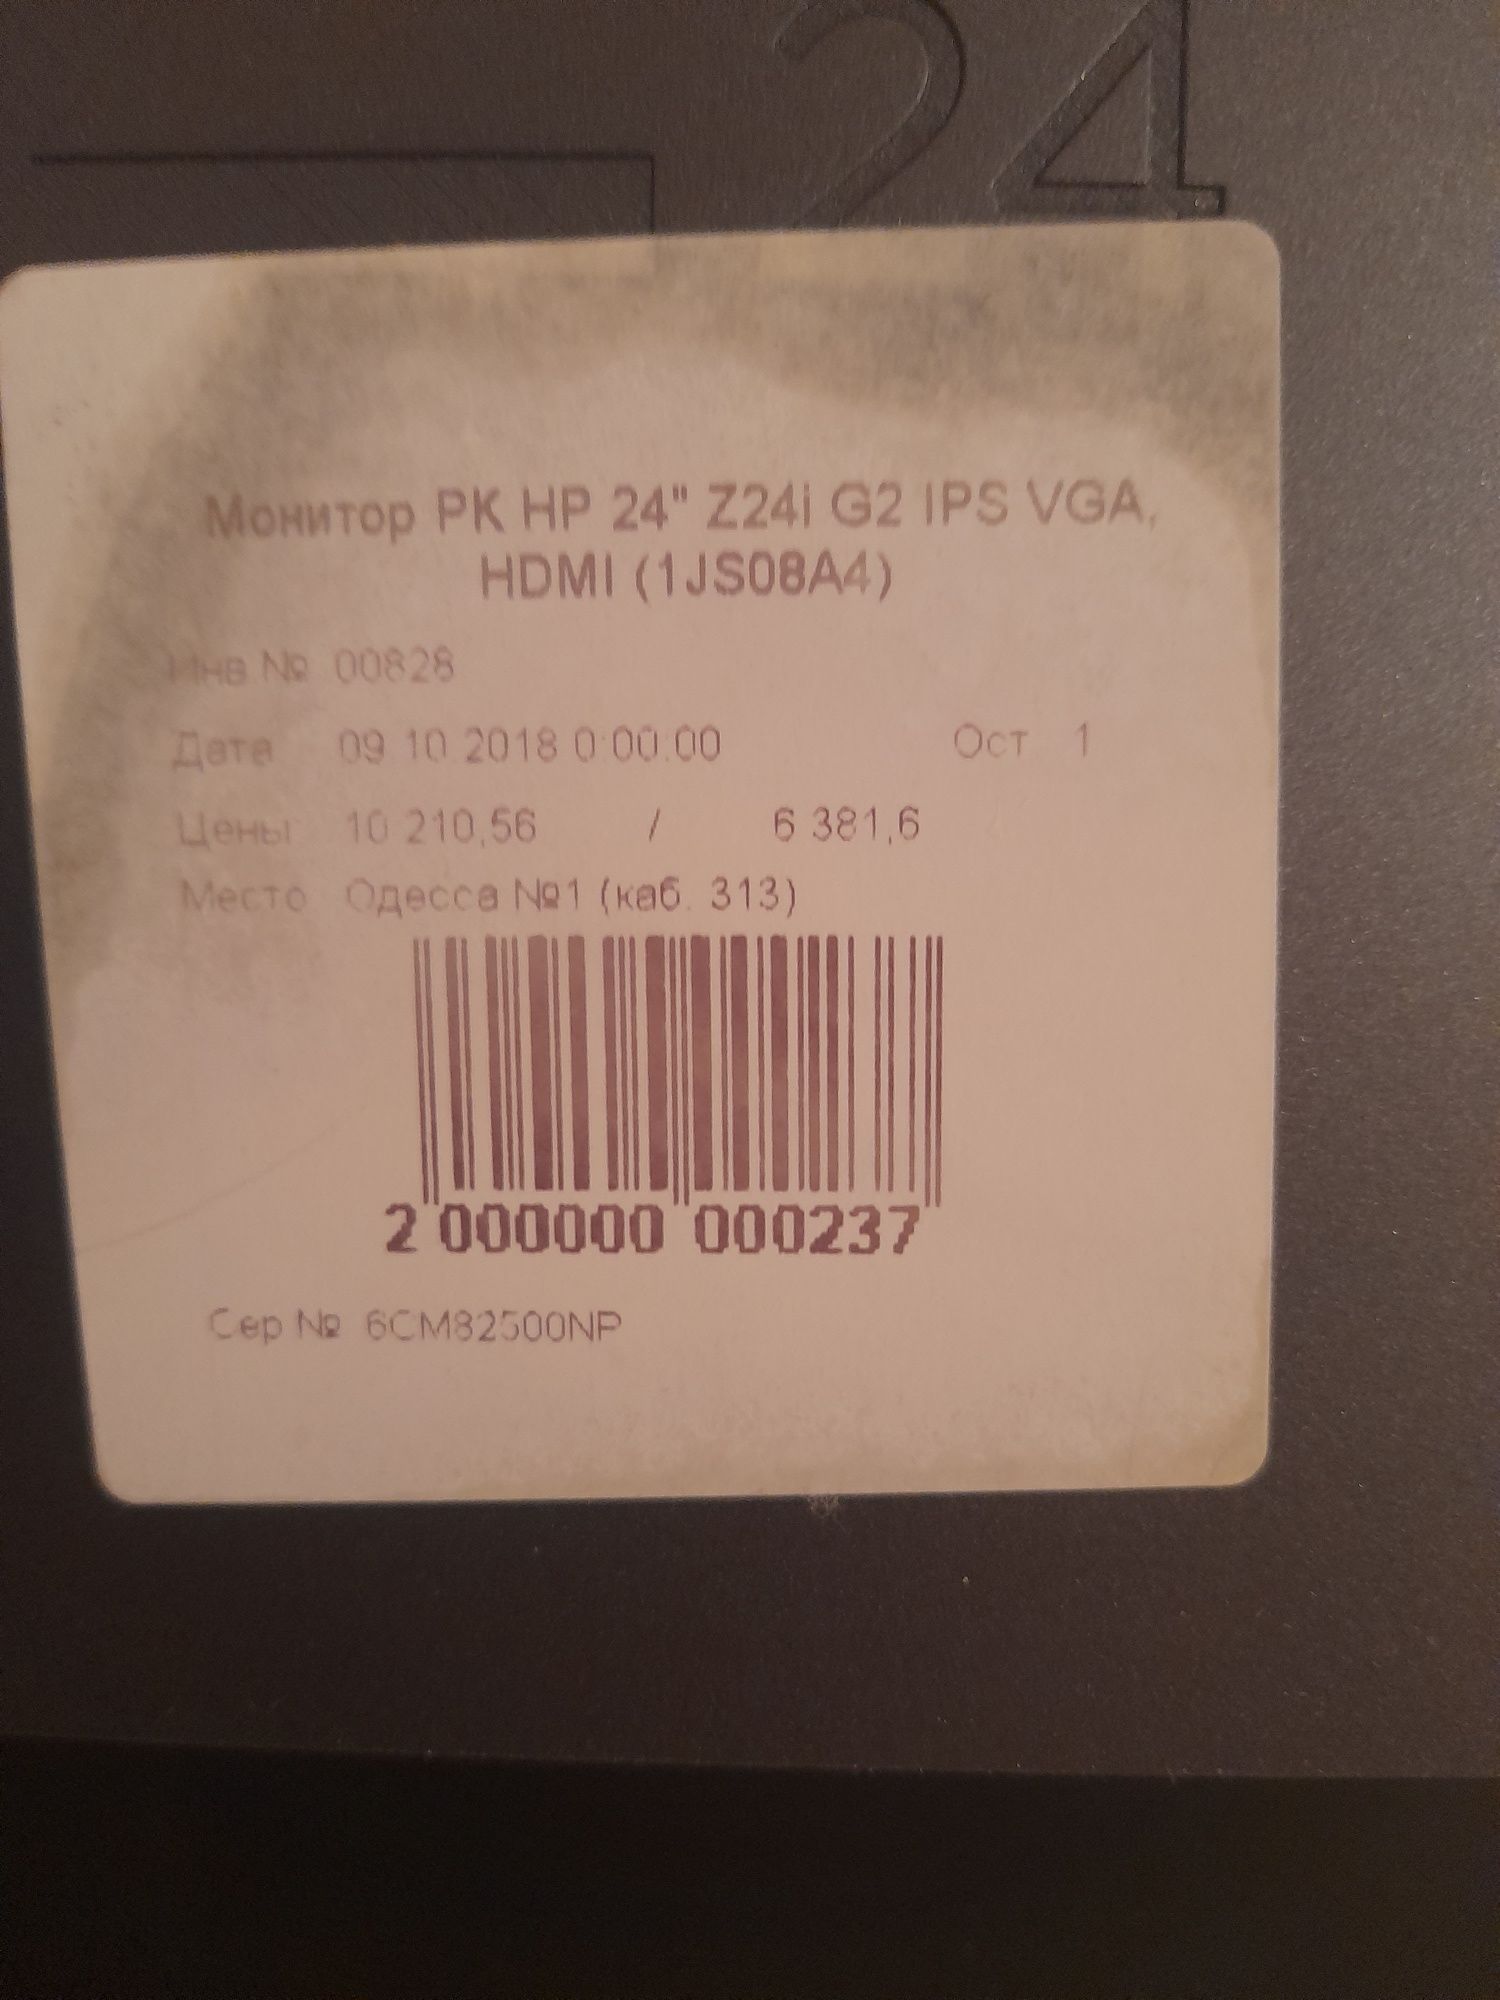 24
Монитор РК HP 24" Z24i G2 IPS VGA,
HDMI (1JS08A4)
Инв № 00828
Дата 09 10 2018 0:00:00 Ост 1
Цены 10 210,56 / 6 381,6
Место Одесса №1 (каб. 313)
2 000000 000237
Сер № 6CM82500NP